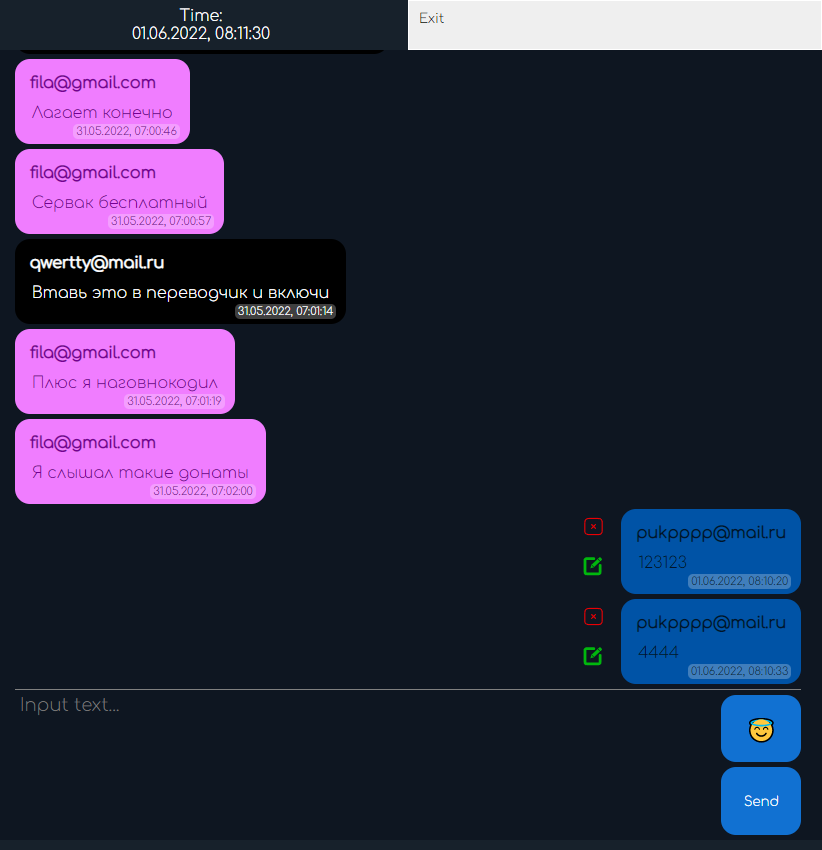 Time:
01.06.2022, 08:11:30
Exit
fila@gmail.com
Лагает конечно
31.05.2022, 07:00:46
fila@gmail.com
Сервак бесплатный
31.05.2022, 07:00:57
qwertty@mail.ru
Втавь это в переводчик и включи
31.05.2022, 07:01:14
fila@gmail.com
Плюс я наговнокодил
31.05.2022, 07:01:19
fila@gmail.com
Я слышал такие донаты
31.05.2022, 07:02:00
pukpppp@mail.ru
123123
01.06.2022, 08:10:20
pukpppp@mail.ru
4444
01.06.2022, 08:10:33
Input text...
Send